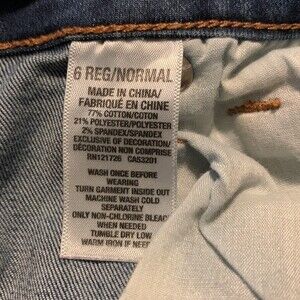 6 REG/NORMAL
MADE IN CHINA/
FABRIQUÉ EN CHINE
77% COTTON/COTON
21% POLYESTER/POLYESTER
2% SPANDEX/SPANDEX
EXCLUSIVE OF DECORATION/
DÉCORATION NON COMPRISE
RN121726 CA53201
WASH ONCE BEFORE
WEARING
TURN GARMENT INSIDE OUT
MACHINE WASH COLD
SEPARATELY
ONLY NON-CHLORINE BLEAC
WHEN NEEDED
TUMBLE DRY LOW
WARM IRON IF NEED